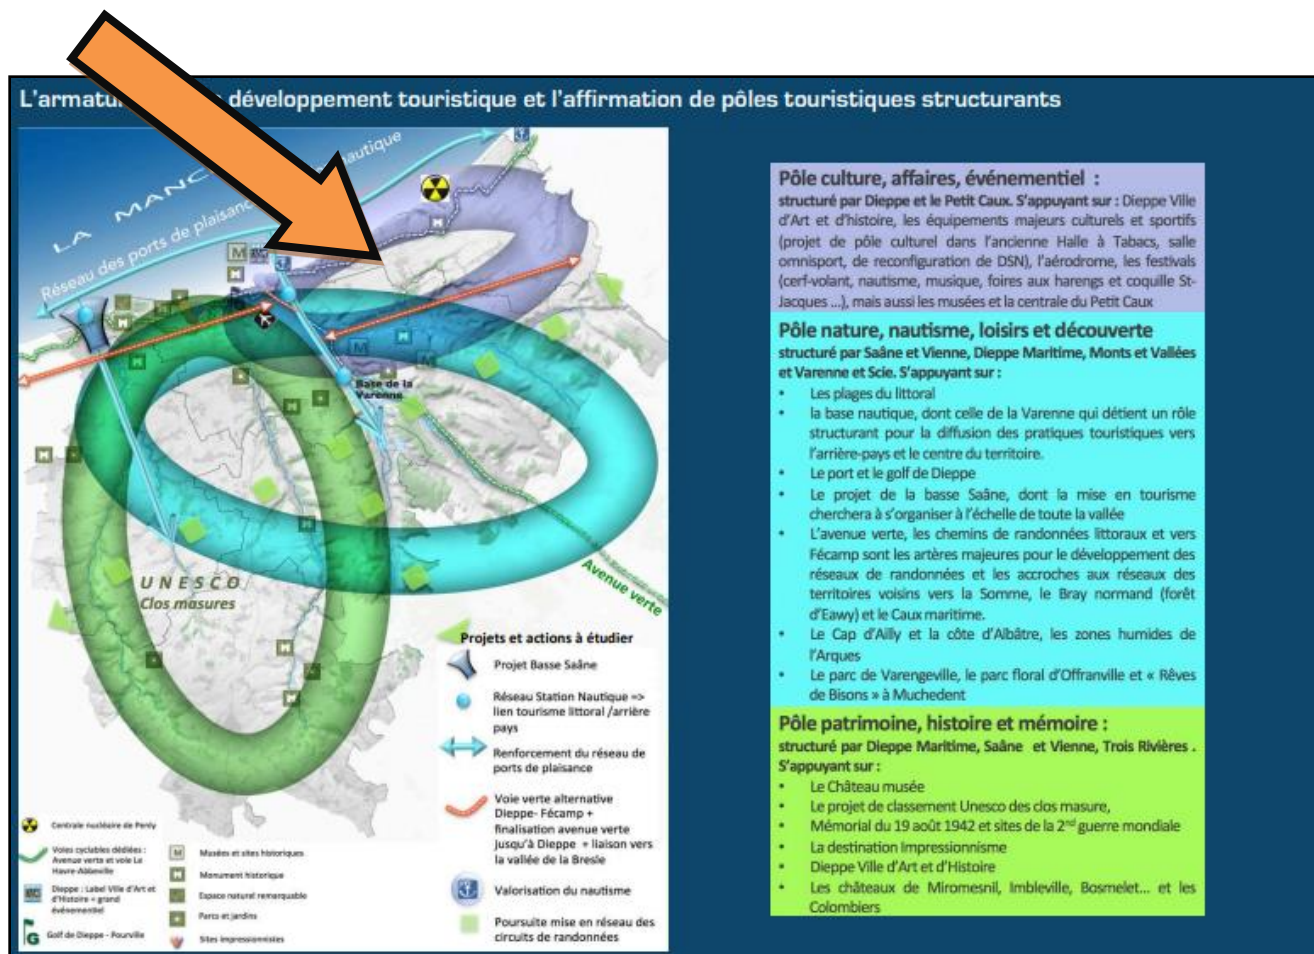 L'armatu développement touristique et l'affirmation de pôles touristiques structurants
LA MANC
nautique
Réseau des ports de plaisance
M
Base de la
Varenne
UNESCO
Clos masures
Avenue verte
Projets et actions à étudier
Projet Basse Saâne
Réseau Station Nautique =>
lien tourisme littoral /arrière
pays
Renforcement du réseau de
ports de plaisance
Voie verte alternative
Dieppe- Fécamp +
finalisation avenue verte
jusqu'à Dieppe + liaison vers
la vallée de la Bresle
Valorisation du nautisme
Poursuite mise en réseau des
circuits de randonnées
Centrale nucléaire de Penly
Voies cyclables dédiées :
Avenue verte et voie Le
Havre-Abbeville
Dieppe : Label Ville d'Art et
d'Histoire + grand
événementiel
G
Golf de Dieppe - Pourville
M
Musées et sites historiques
Monument historique
Espace naturel remarquable
Parcs et jardins
Sites impressionnistes
Pôle culture, affaires, événementiel :
structuré par Dieppe et le Petit Caux. S'appuyant sur : Dieppe Ville
d'Art et d'histoire, les équipements majeurs culturels et sportifs
(projet de pôle culturel dans l'ancienne Halle à Tabacs, salle
omnisport, de reconfiguration de DSN), l'aérodrome, les festivals
(cerf-volant, nautisme, musique, foires aux harengs et coquille St-
Jacques ...), mais aussi les musées et la centrale du Petit Caux
Pôle nature, nautisme, loisirs et découverte
structuré par Saâne et Vienne, Dieppe Maritime, Monts et Vallées
et Varenne et Scie. S'appuyant sur :
• Les plages du littoral
• la base nautique, dont celle de la Varenne qui détient un rôle
structurant pour la diffusion des pratiques touristiques vers
l'arrière-pays et le centre du territoire.
• Le port et le golf de Dieppe
• Le projet de la basse Saâne, dont la mise en tourisme
cherchera à s'organiser à l'échelle de toute la vallée
• L'avenue verte, les chemins de randonnées littoraux et vers
Fécamp sont les artères majeures pour le développement des
réseaux de randonnées et les accroches aux réseaux des
territoires voisins vers la Somme, le Bray normand (forêt
d'Eawy) et le Caux maritime.
• Le Cap d'Ailly et la côte d'Albâtre, les zones humides de
l'Arques
• Le parc de Varengeville, le parc floral d'Offranville et « Rêves
de Bisons » à Muchedent
Pôle patrimoine, histoire et mémoire :
structuré par Dieppe Maritime, Saâne et Vienne, Trois Rivières .
S'appuyant sur :
• Le Château musée
• Le projet de classement Unesco des clos masure,
• Mémorial du 19 août 1942 et sites de la 2nd guerre mondiale
• La destination Impressionnisme
• Dieppe Ville d'Art et d'Histoire
• Les châteaux de Miromesnil, Imbleville, Bosmelet... et les
Colombiers